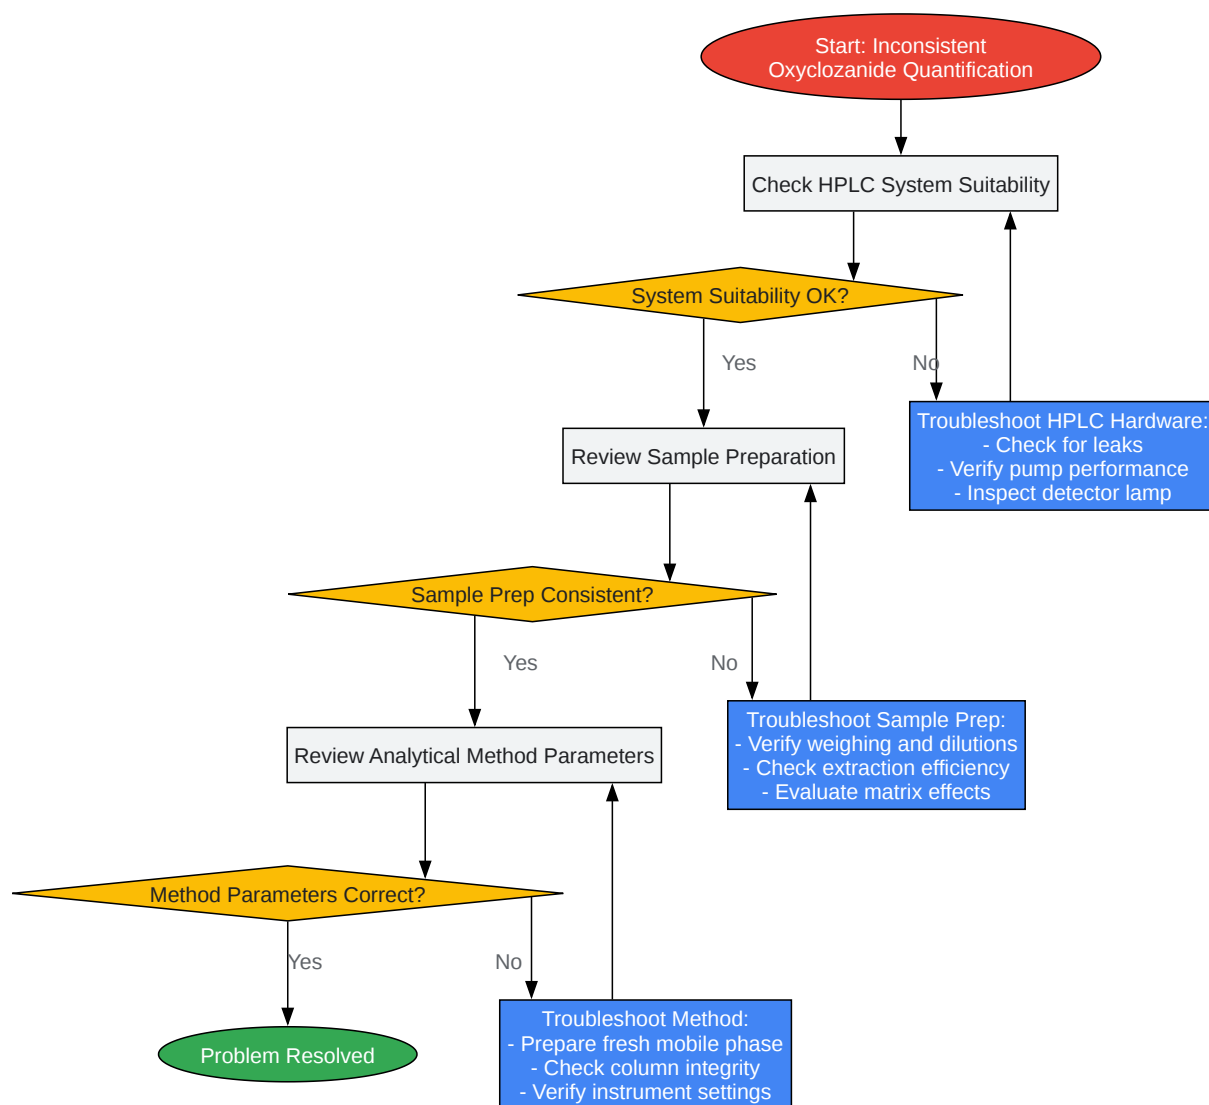 Start: Inconsistent
Oxyclozanide Quantification
Check HPLC System Suitability
System Suitability OK?
Yes
No
Troubleshoot HPLC Hardware:
- Check for leaks
- Verify pump performance
- Inspect detector lamp
Review Sample Preparation
Sample Prep Consistent?
Yes
No
Troubleshoot Sample Prep:
- Verify weighing and dilutions
- Check extraction efficiency
- Evaluate matrix effects
Review Analytical Method Parameters
Method Parameters Correct?
Yes
No
Troubleshoot Method:
- Prepare fresh mobile phase
- Check column integrity
- Verify instrument settings
Problem Resolved